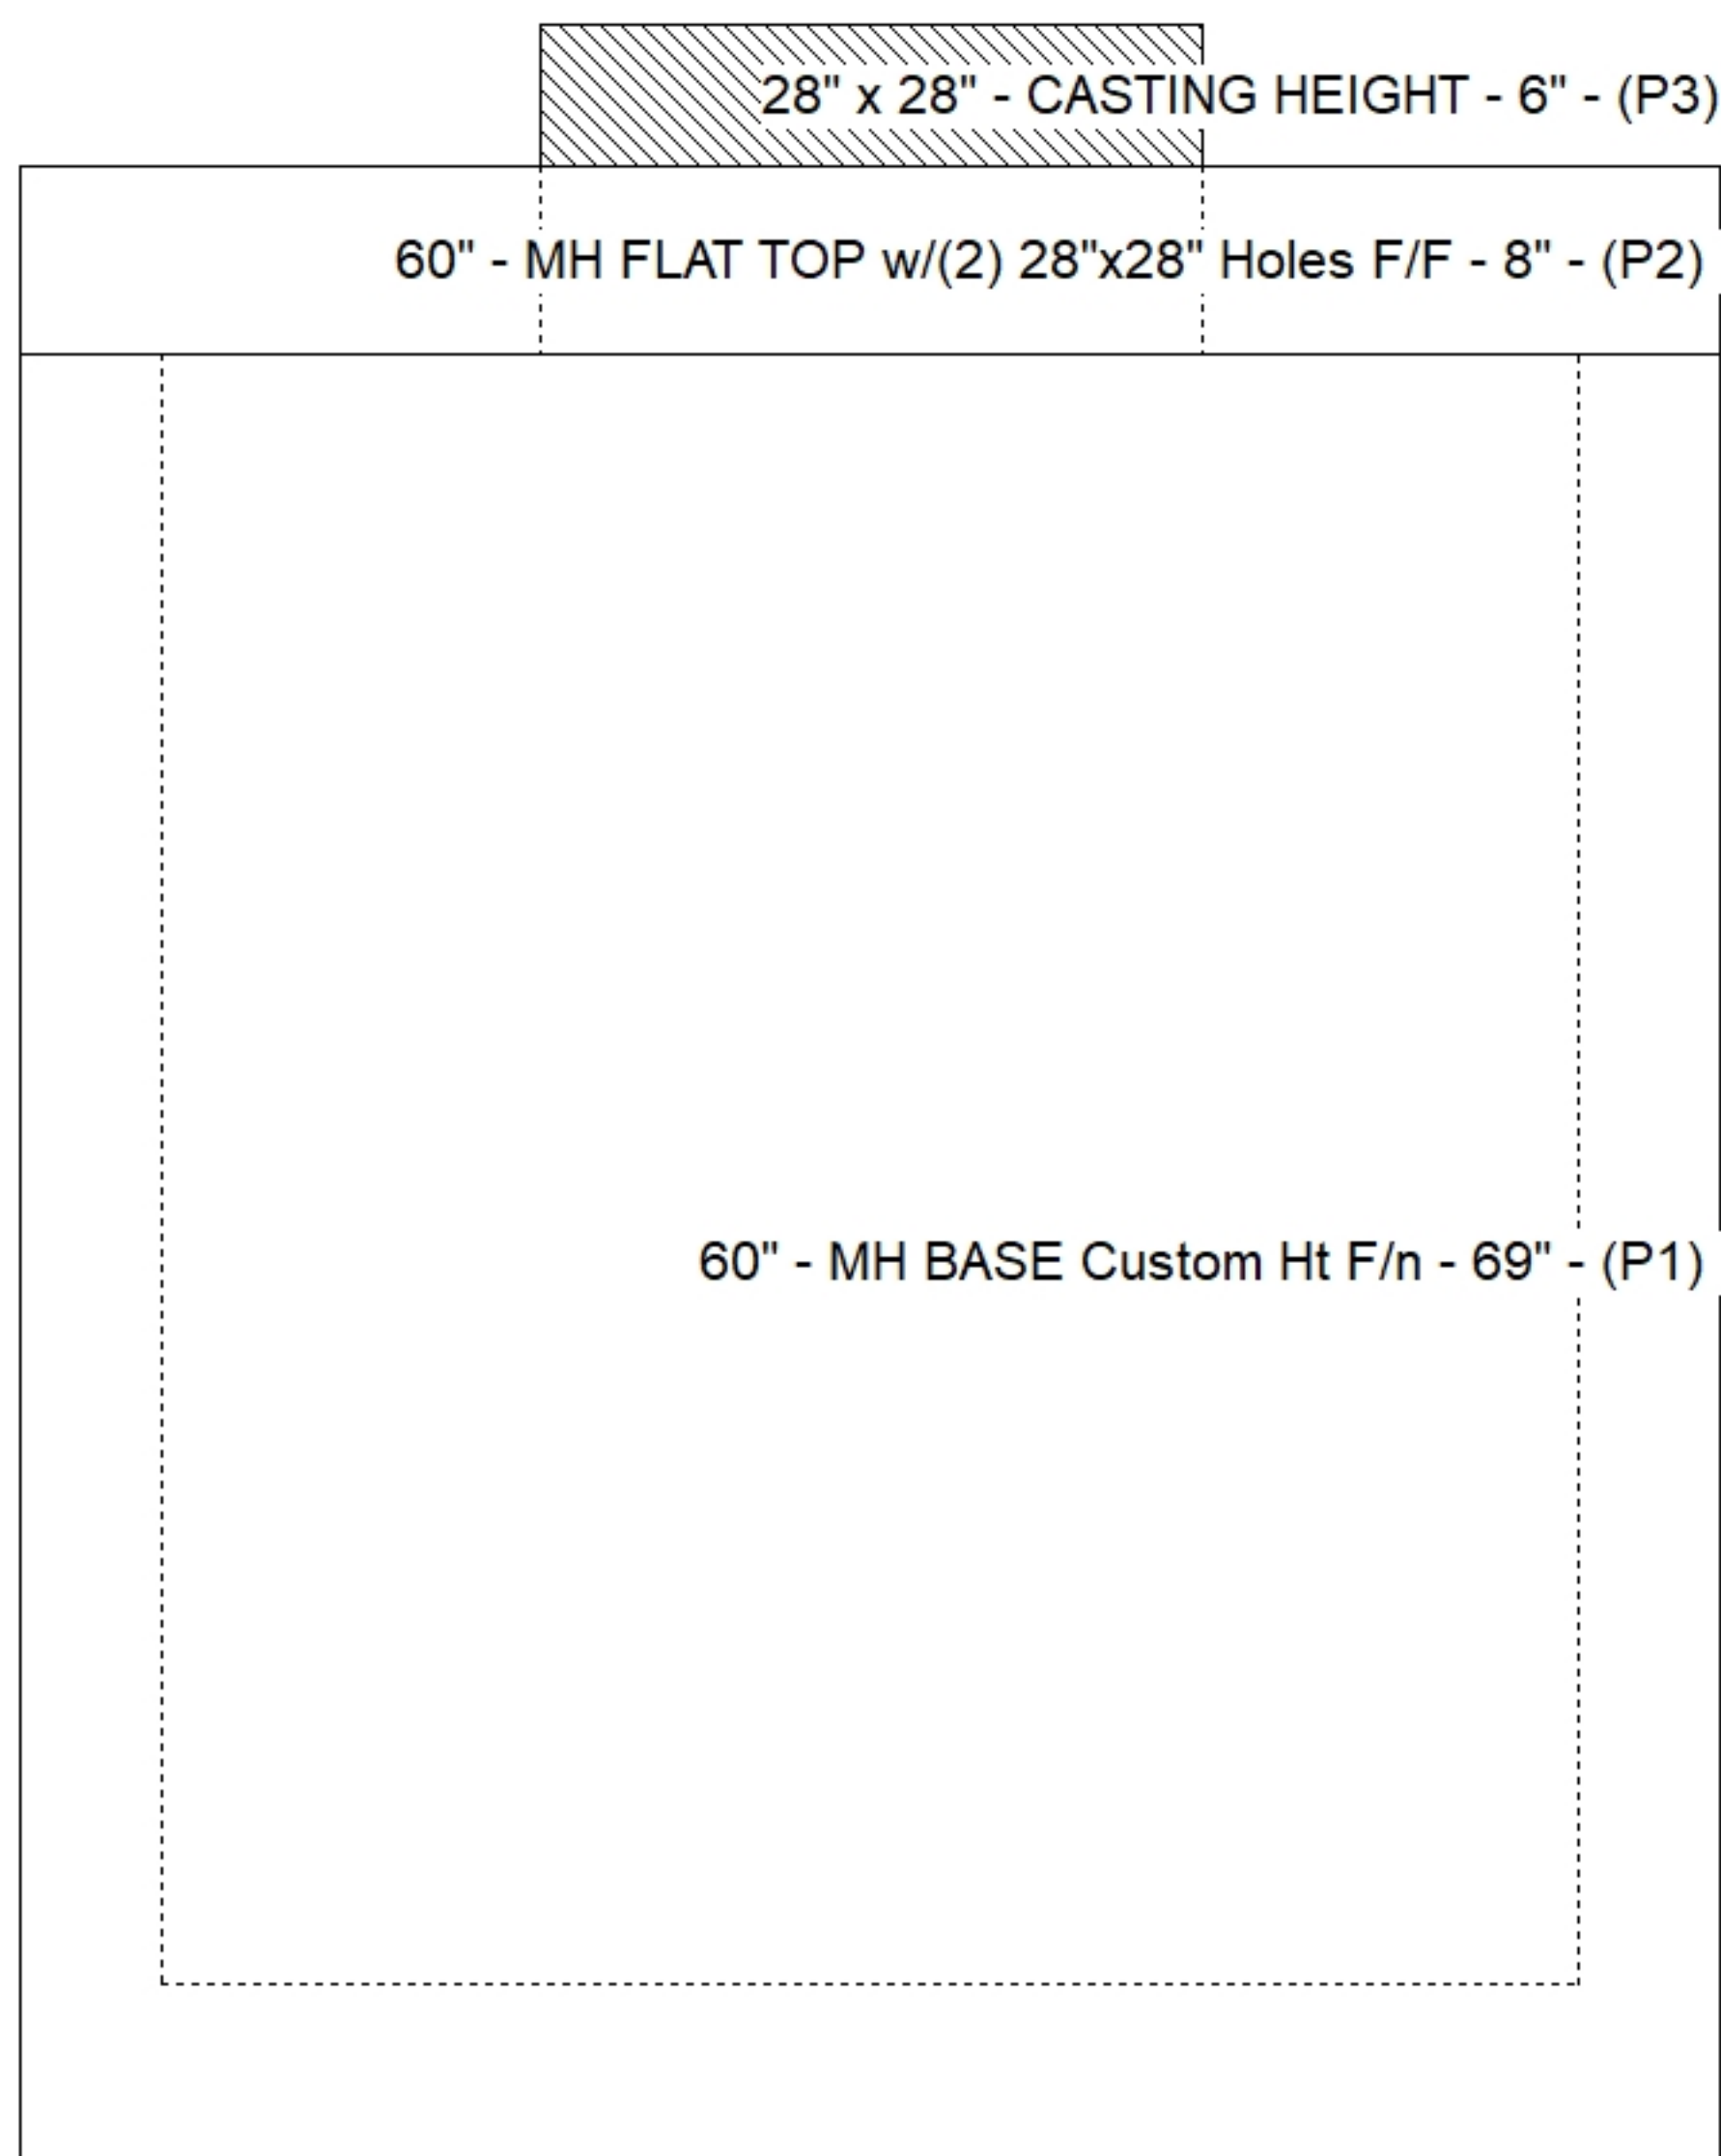 28" x 28" - CASTING HEIGHT - 6" - (P3)
60" - MH FLAT TOP w/(2) 28"x28" Holes F/F - 8" - (P2)
60" - MH BASE Custom Ht F/n - 69" - (P1)